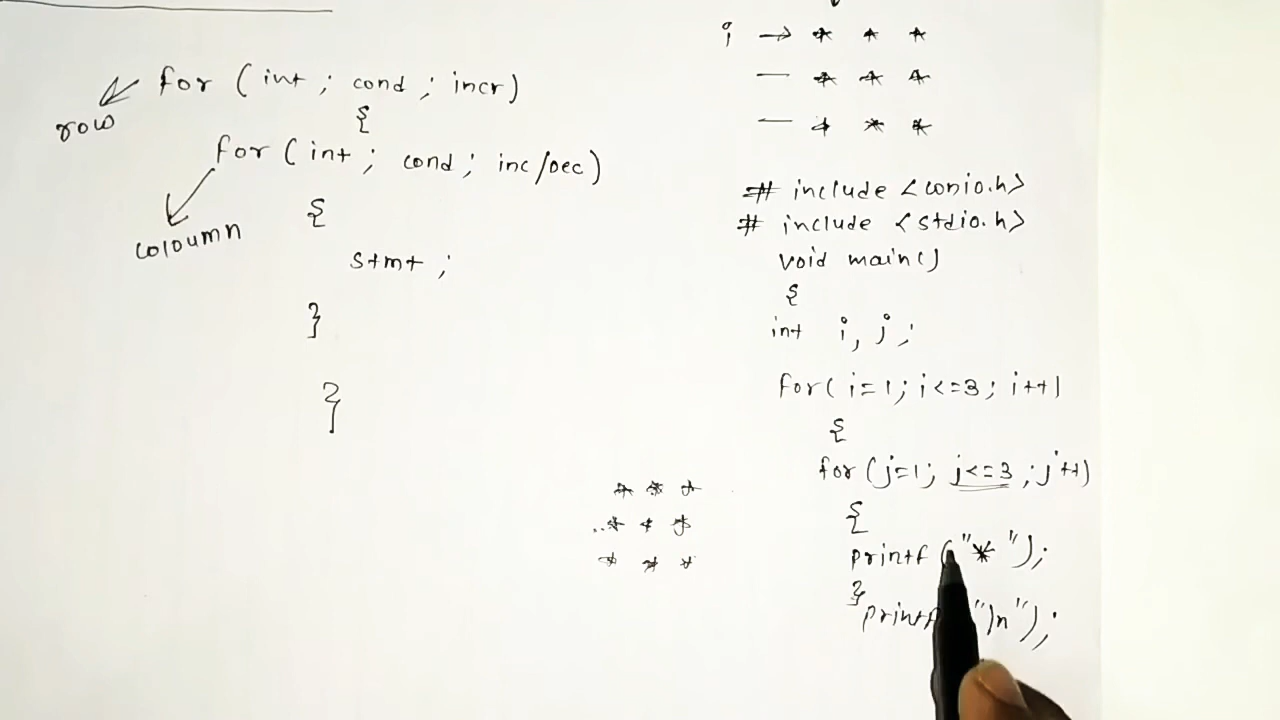 for ( int ; cond ; incr )
row
{
for ( int ; cond ; inc/dec )
coloumn
{
stmt ;
}
}
i → * * *
— * * *
— * * *
# include <conio.h>
# include <stdio.h>
void main()
{
int i, j ;
for( i=1; i<=3; i++)
{
for (j=1; j<=3 ; j++)
{
printf ("* ");
}
printf "\n");
* * *
..* * *
* * *